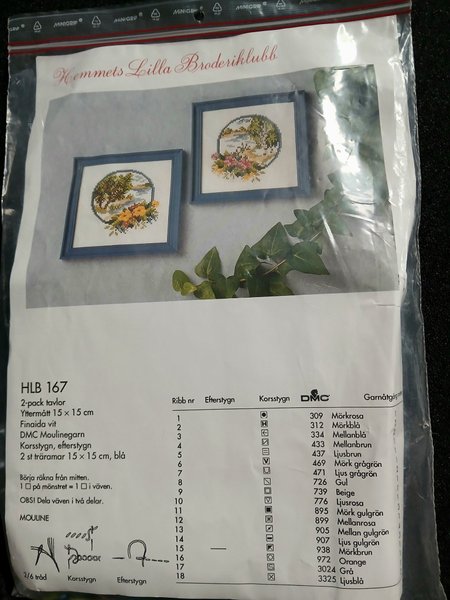 MINIGRIP
Hemmets Lilla Broderiklubb
HLB 167
2-pack tavlor
Yttermått 15 x 15 cm
Finaida vit
DMC Moulinegarn
Korsstygn, efterstygn
2 st träramar 15 x 15 cm, blå
Börja räkna från mitten.
1 □ på mönstret = 1 □ i väven.
OBS! Dela väven i två delar.
MOULINE
2/6 tråd Korsstygn Efterstygn
Ribb nr Efterstygn Korsstygn DMC
1 309 Mörkrosa
2 312 Mörkblå
3 334 Mellanblå
4 433 Mellanbrun
5 437 Ljusbrun
6 469 Mörk grågrön
7 471 Ljus grågrön
8 726 Gul
9 739 Beige
10 776 Ljusrosa
11 895 Mörk gulgrön
12 899 Mellanrosa
13 905 Mellan gulgrön
14 907 Ljus gulgrön
15 938 Mörkbrun
16 972 Orange
17 3024 Grå
18 3325 Ljusblå